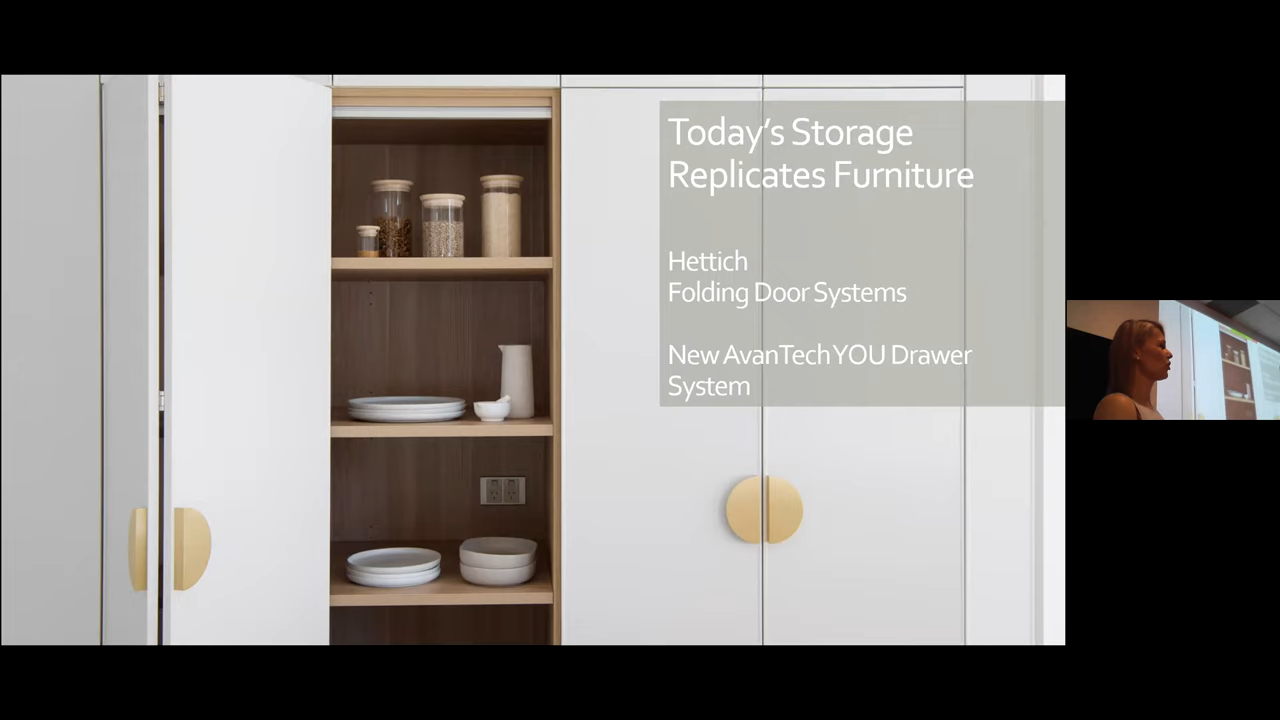 Today's Storage
Replicates Furniture
Hettich
Folding Door Systems
New AvanTech YOU Drawer
System